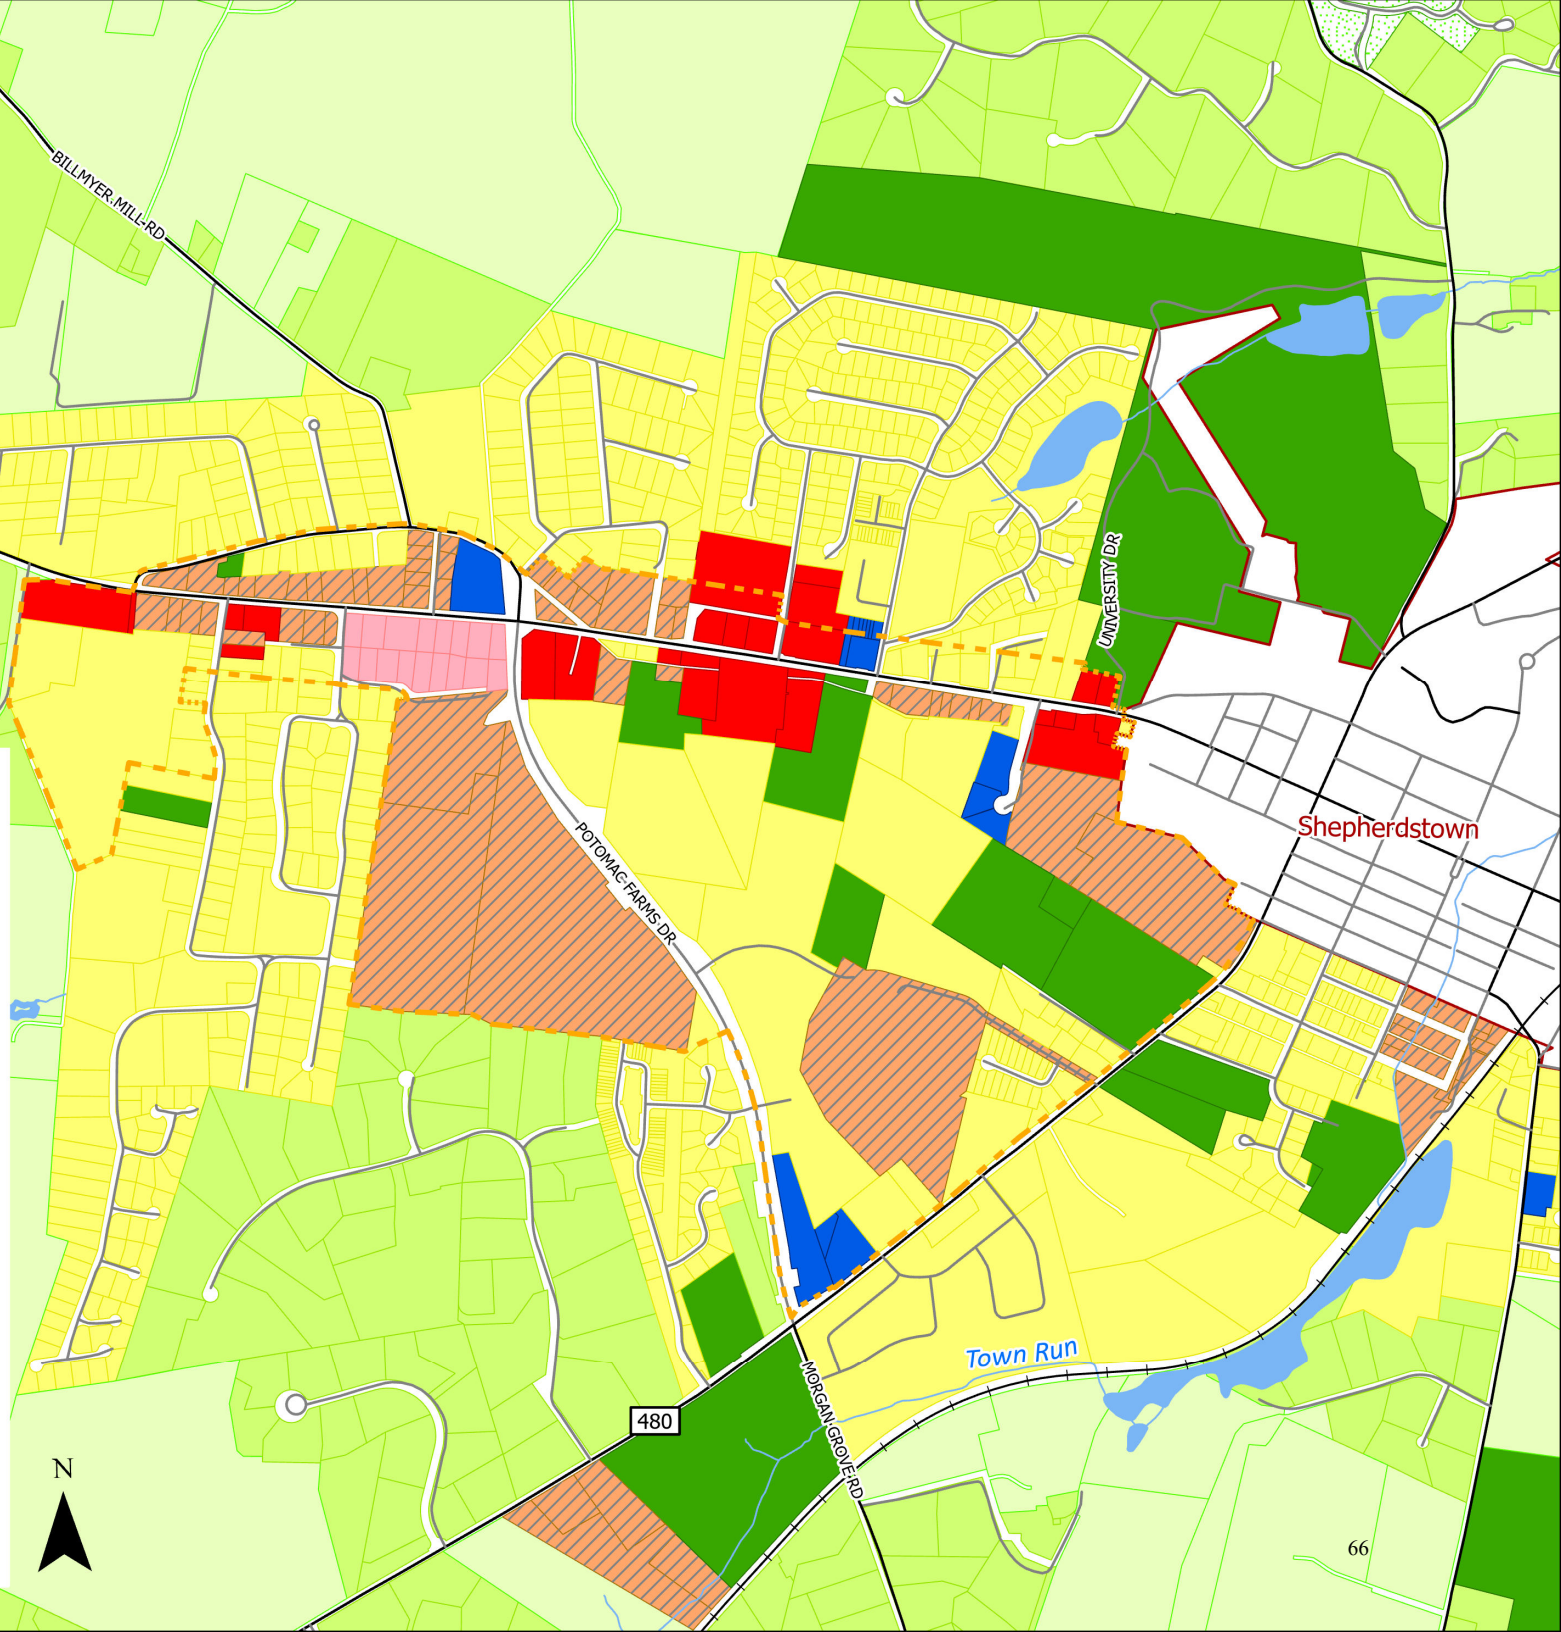 BILLMYER MILL RD
UNIVERSITY DR
Shepherdstown
POTOMAC FARMS DR
Town Run
MORGAN GROVE RD
480
N
66